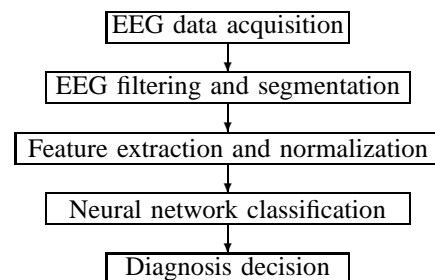 EEG data acquisition
EEG filtering and segmentation
Feature extraction and normalization
Neural network classification
Diagnosis decision